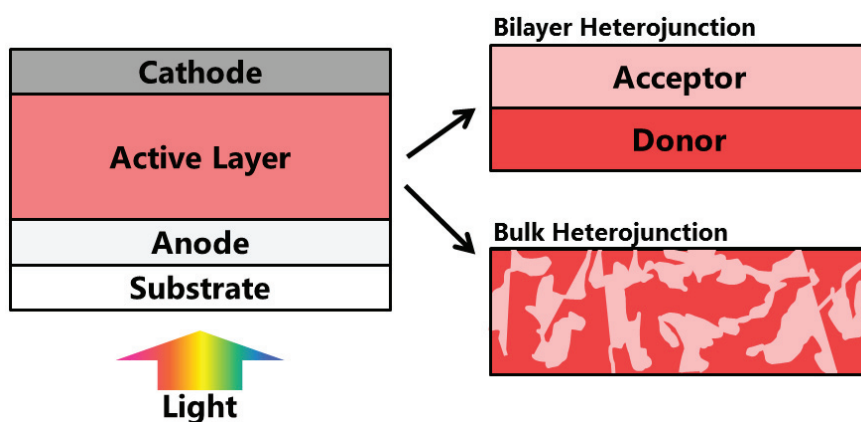 Cathode
Active Layer
Anode
Substrate
Light
Bilayer Heterojunction
Acceptor
Donor
Bulk Heterojunction